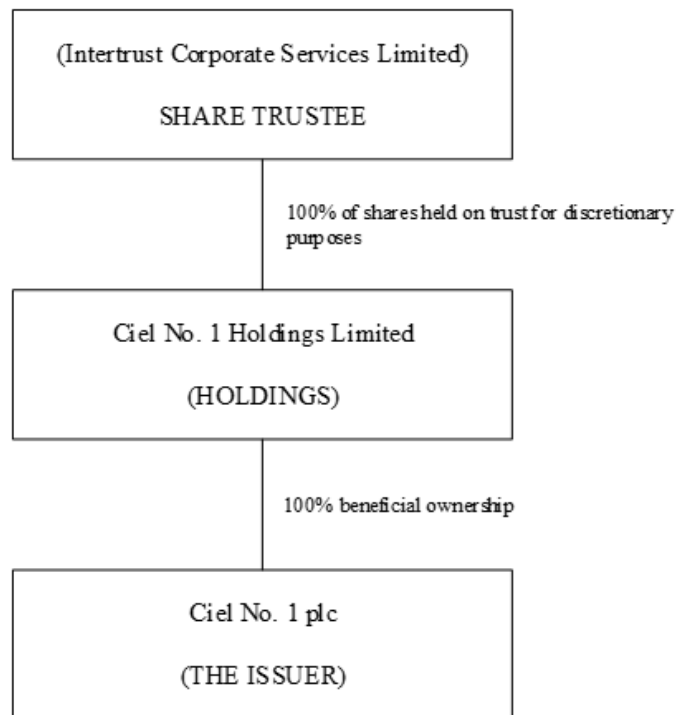 (Intertrust Corporate Services Limited)
SHARE TRUSTEE
100% of shares held on trust for discretionary
purposes
Ciel No. 1 Holdings Limited
(HOLDINGS)
100% beneficial ownership
Ciel No. 1 plc
(THE ISSUER)